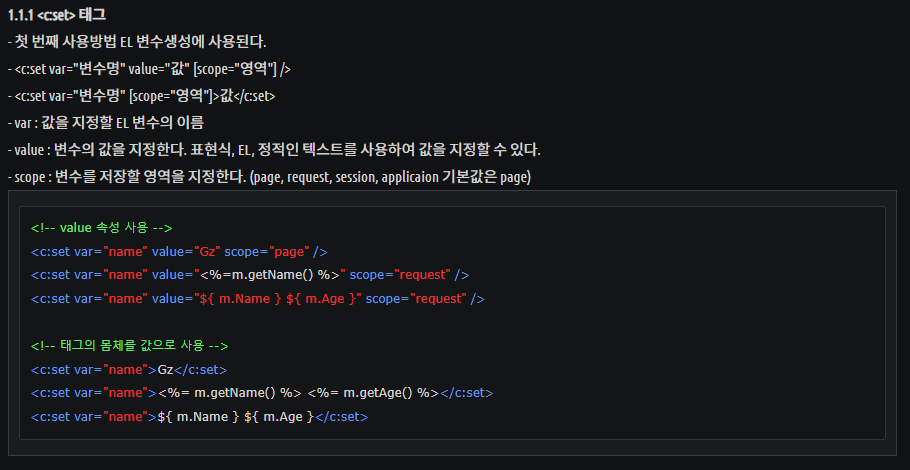 1.1.1 <c:set> 태그
- 첫 번째 사용방법 EL 변수생성에 사용된다.
- <c:set var="변수명" value="값" [scope="영역"] />
- <c:set var="변수명" [scope="영역"]>값</c:set>
- var : 값을 지정할 EL 변수의 이름
- value : 변수의 값을 지정한다. 표현식, EL, 정적인 텍스트를 사용하여 값을 지정할 수 있다.
- scope : 변수를 저장할 영역을 지정한다. (page, request, session, applicaion 기본값은 page)
<!-- value 속성 사용 -->
<c:set var="name" value="Gz" scope="page" />
<c:set var="name" value="<%=m.getName() %>" scope="request" />
<c:set var="name" value="${ m.Name } ${ m.Age }" scope="request" />
<!-- 태그의 몸체를 값으로 사용 -->
<c:set var="name">Gz</c:set>
<c:set var="name"><%= m.getName() %> <%= m.getAge() %></c:set>
<c:set var="name">${ m.Name } ${ m.Age }</c:set>